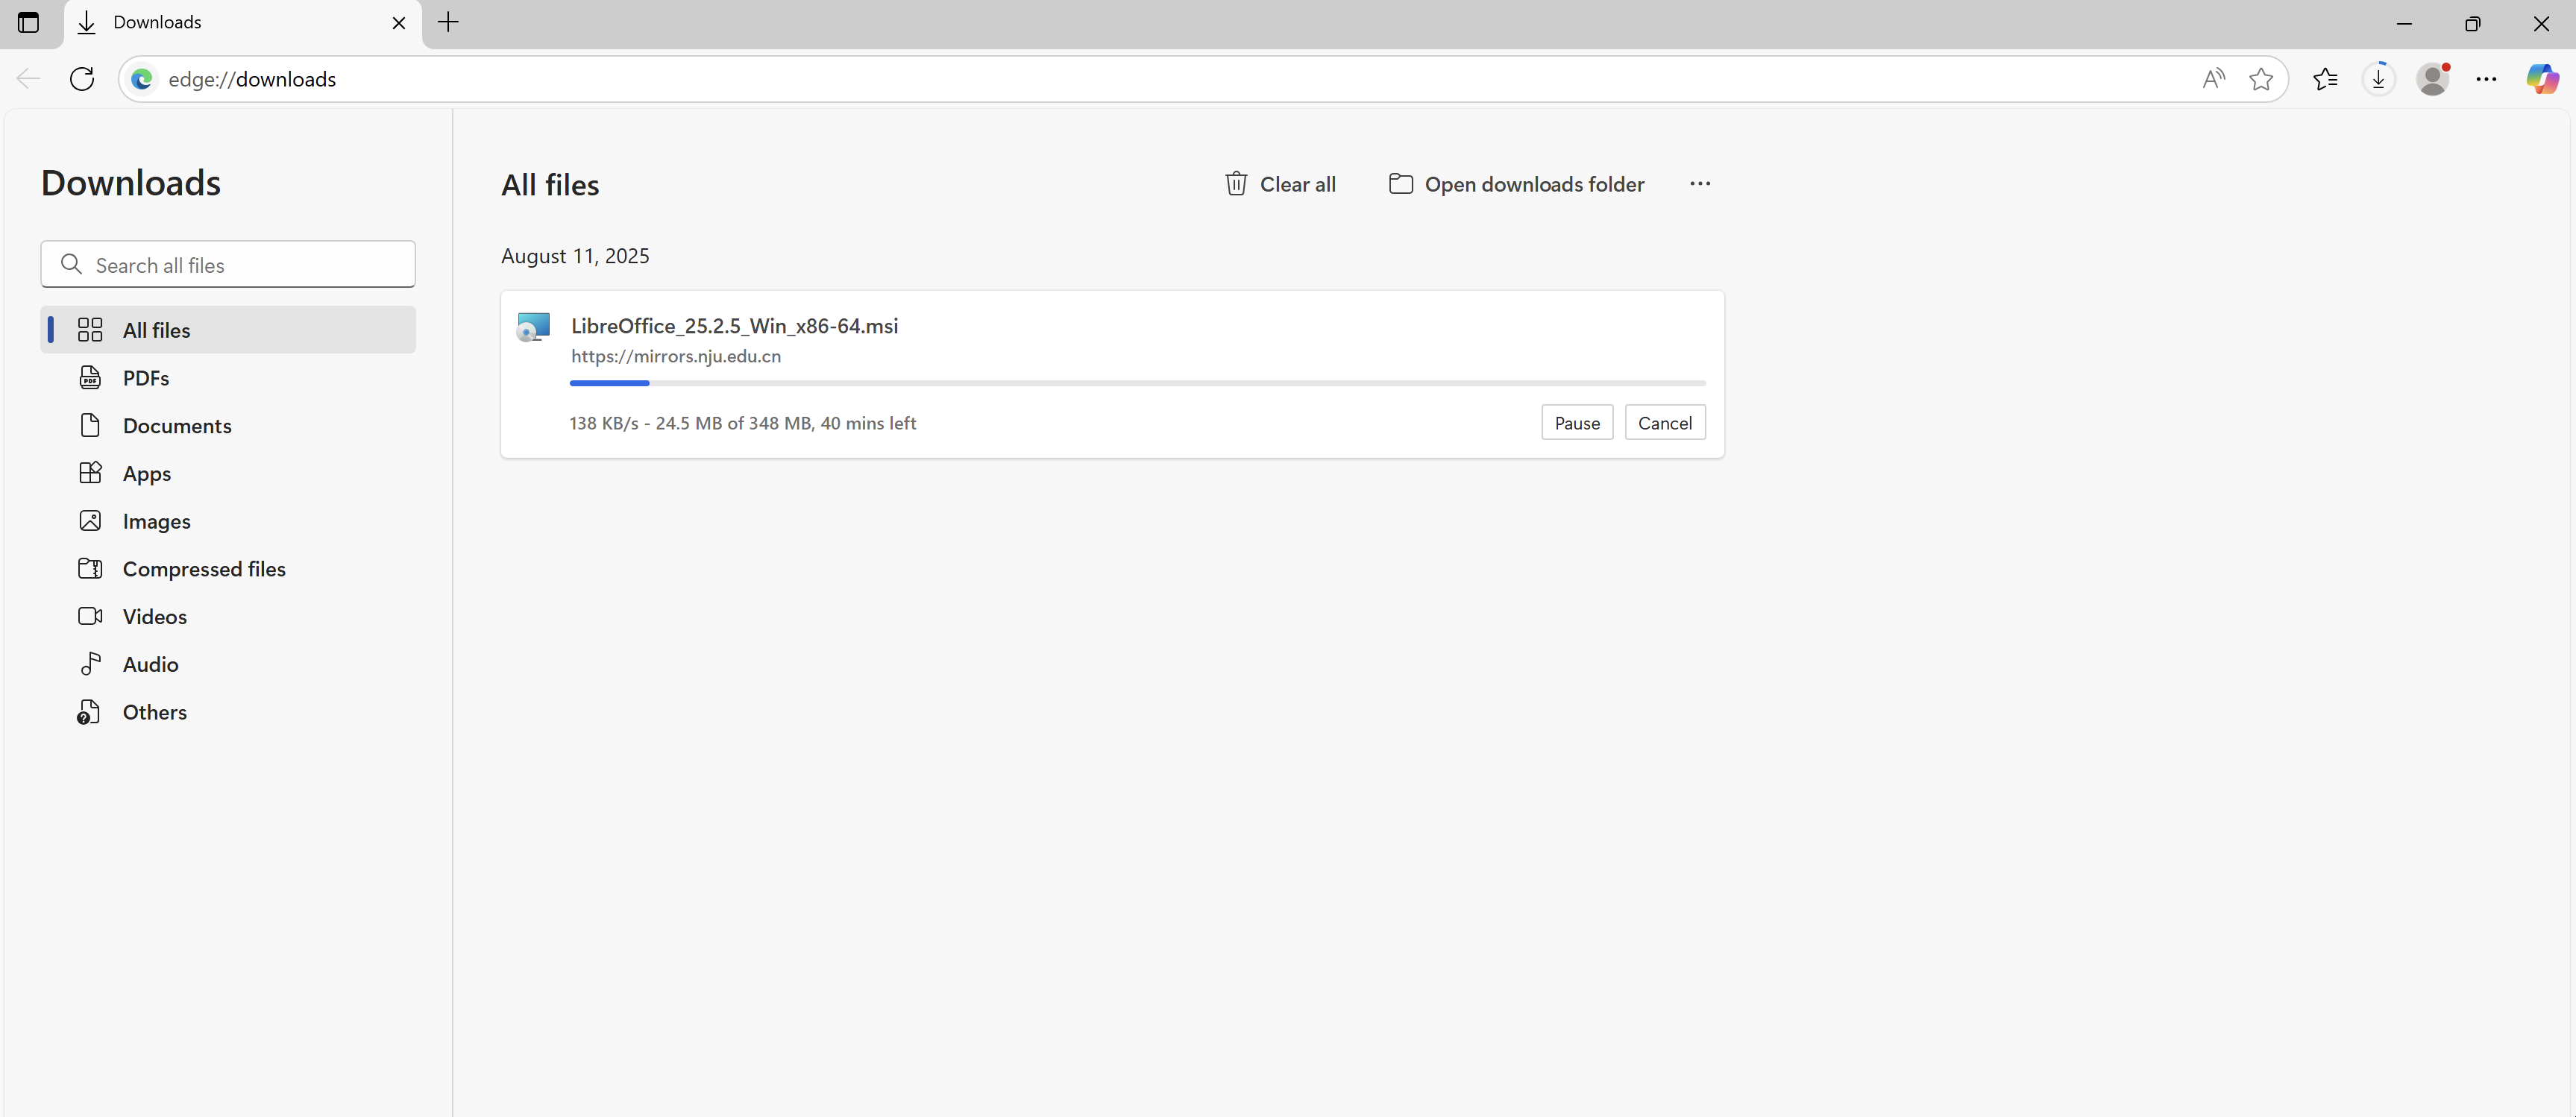 Downloads
edge://downloads
Downloads
Search all files
All files
PDFs
Documents
Apps
Images
Compressed files
Videos
Audio
Others
All files
Clear all
Open downloads folder
August 11, 2025
LibreOffice_25.2.5_Win_x86-64.msi
https://mirrors.nju.edu.cn
138 KB/s - 24.5 MB of 348 MB, 40 mins left
Pause
Cancel